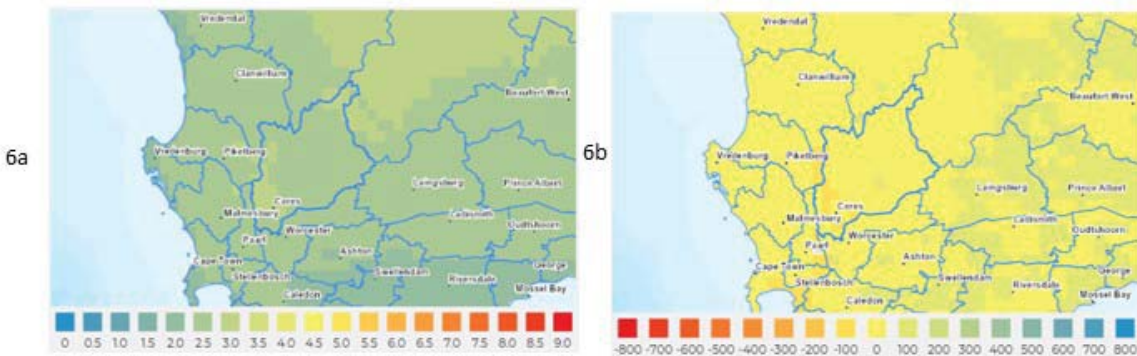 6a
Vredendal
Clanwilliam
Beaufort West
Vredenburg
Piketberg
Laingsburg
Prince Albert
Ceres
Malmesbury
Ladismith
Worcester
Oudtshoorn
Paarl
Ashton
Cape Town
Swellendam
George
Stellenbosch
Riversdale
Caledon
Mossel Bay
0 0.5 1.0 1.5 2.0 2.5 3.0 3.5 4.0 4.5 5.0 5.5 6.0 6.5 7.0 7.5 8.0 8.5 9.0
6b
Vredendal
Clanwilliam
Beaufort West
Vredenburg
Piketberg
Laingsburg
Prince Albert
Ceres
Malmesbury
Ladismith
Worcester
Oudtshoorn
Paarl
Ashton
Cape Town
Swellendam
George
Stellenbosch
Riversdale
Caledon
Mossel Bay
-800 -700 -600 -500 -400 -300 -200 -100 0 100 200 300 400 500 600 700 800